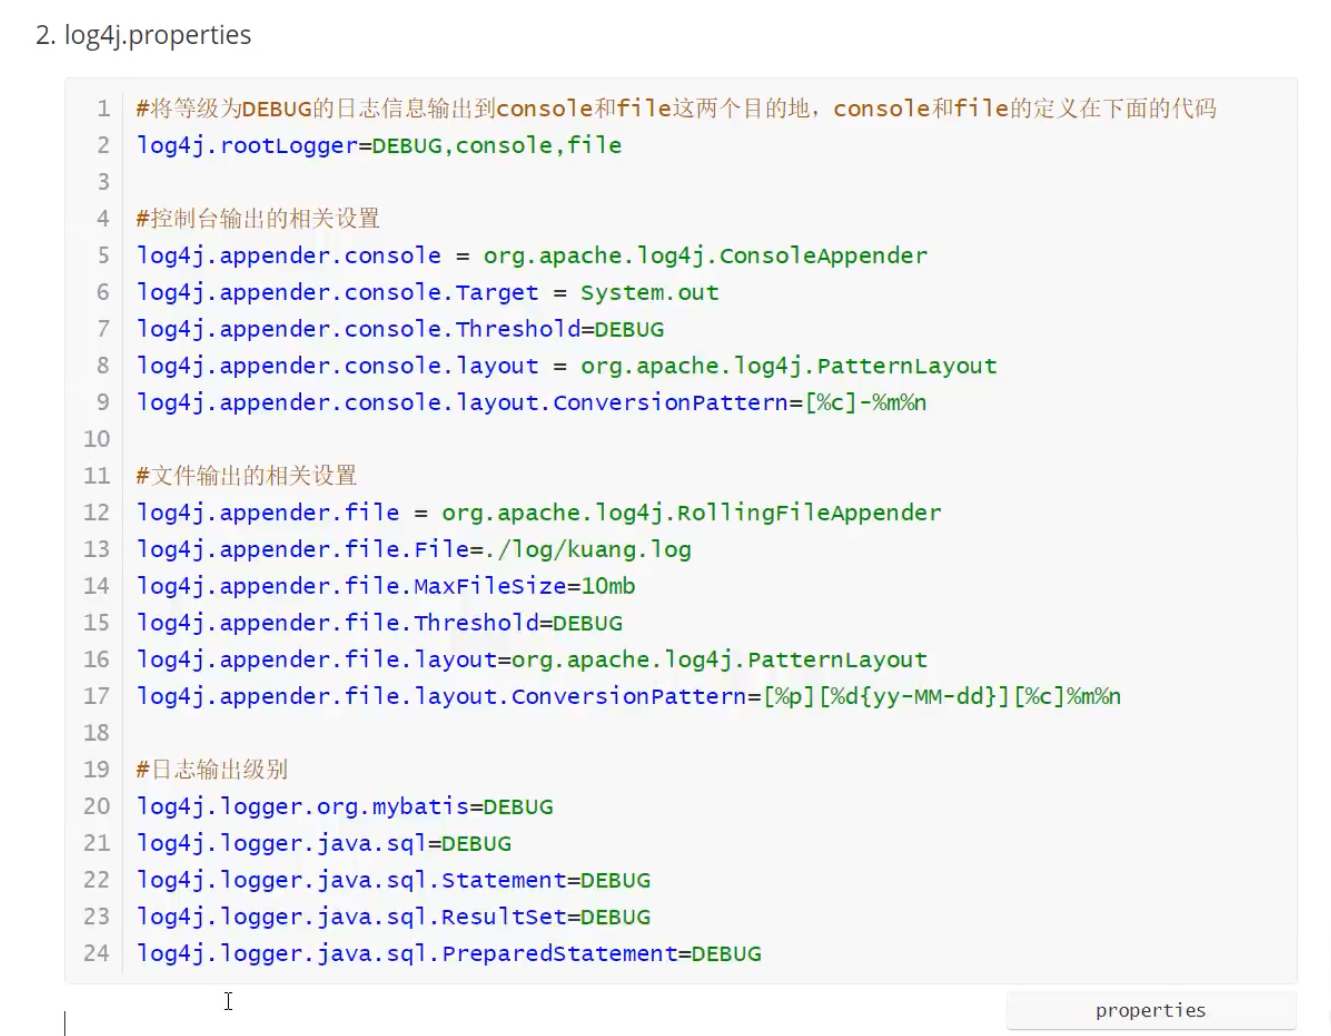 2. log4j.properties
1 #将等级为DEBUG的日志信息输出到console和file这两个目的地，console和file的定义在下面的代码
2 log4j.rootLogger=DEBUG,console,file
3
4 #控制台输出的相关设置
5 log4j.appender.console = org.apache.log4j.ConsoleAppender
6 log4j.appender.console.Target = System.out
7 log4j.appender.console.Threshold=DEBUG
8 log4j.appender.console.layout = org.apache.log4j.PatternLayout
9 log4j.appender.console.layout.ConversionPattern=[%c]-%m%n
10
11 #文件输出的相关设置
12 log4j.appender.file = org.apache.log4j.RollingFileAppender
13 log4j.appender.file.File=./log/kuang.log
14 log4j.appender.file.MaxFileSize=10mb
15 log4j.appender.file.Threshold=DEBUG
16 log4j.appender.file.layout=org.apache.log4j.PatternLayout
17 log4j.appender.file.layout.ConversionPattern=[%p][%d{yy-MM-dd}][%c]%m%n
18
19 #日志输出级别
20 log4j.logger.org.mybatis=DEBUG
21 log4j.logger.java.sql=DEBUG
22 log4j.logger.java.sql.Statement=DEBUG
23 log4j.logger.java.sql.ResultSet=DEBUG
24 log4j.logger.java.sql.PreparedStatement=DEBUG
properties